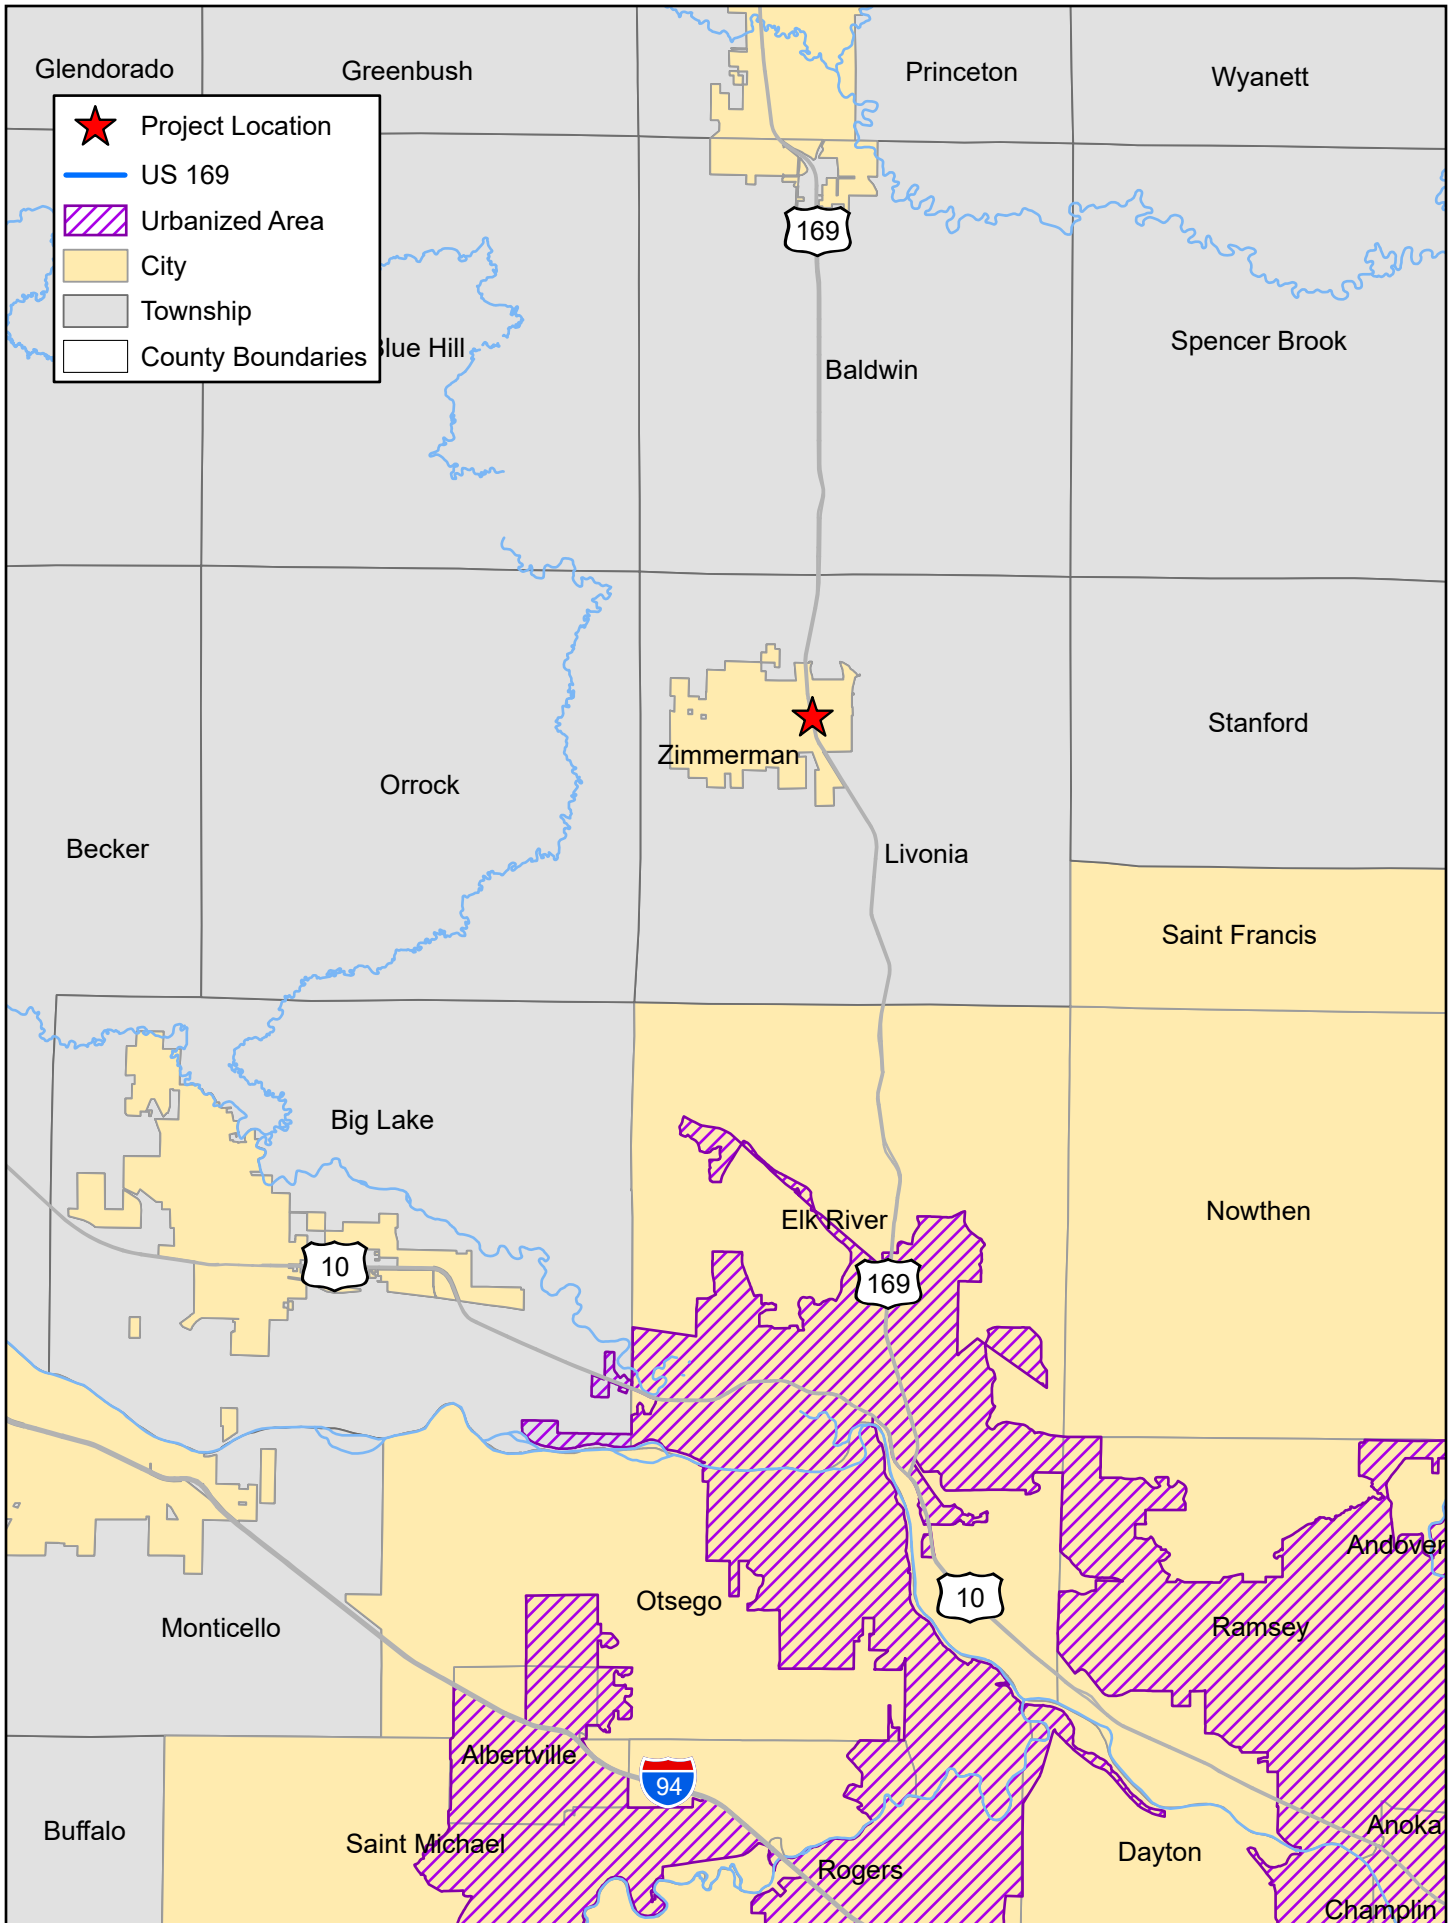 Glendorado
Greenbush
Princeton
Wyanett
Project Location
US 169
Urbanized Area
City
Township
County Boundaries
169
Blue Hill
Baldwin
Spencer Brook
Zimmerman
Stanford
Orrock
Becker
Livonia
Saint Francis
Big Lake
Elk River
Nowthen
10
169
Andover
Otsego
10
Monticello
Ramsey
Albertville
94
Buffalo
Saint Michael
Anoka
Rogers
Dayton
Champlin